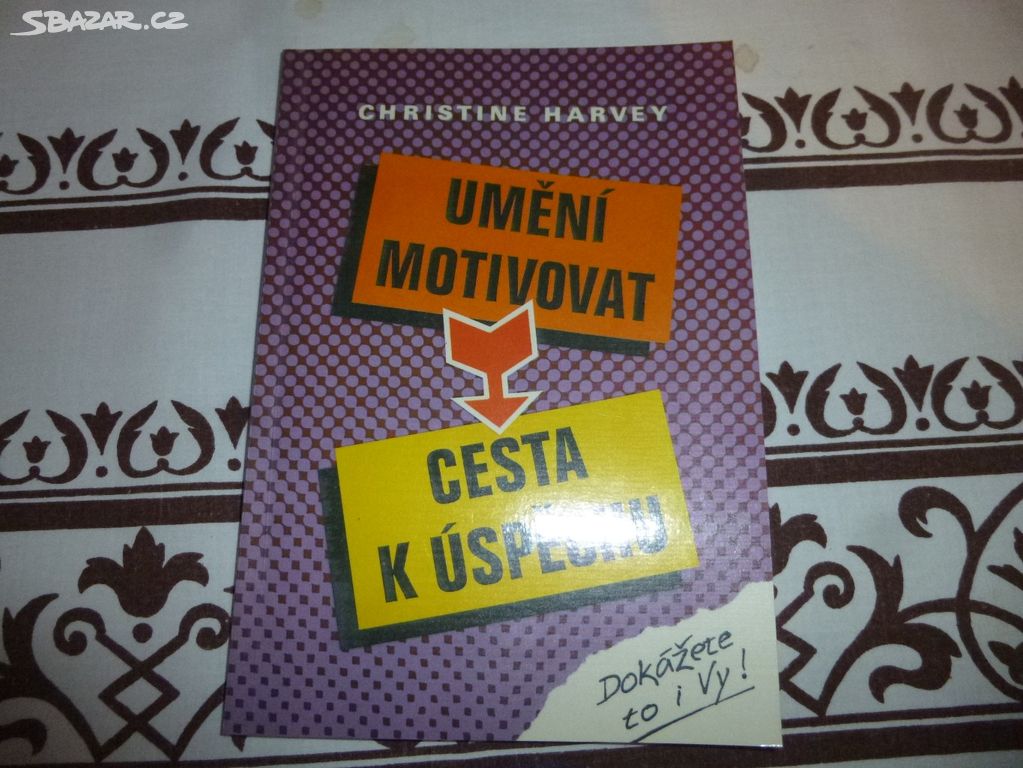 SBAZAR.CZ
CHRISTINE HARVEY
UMĚNÍ
MOTIVOVAT
CESTA
K ÚSPĚCHU
Dokážete
to i Vy!